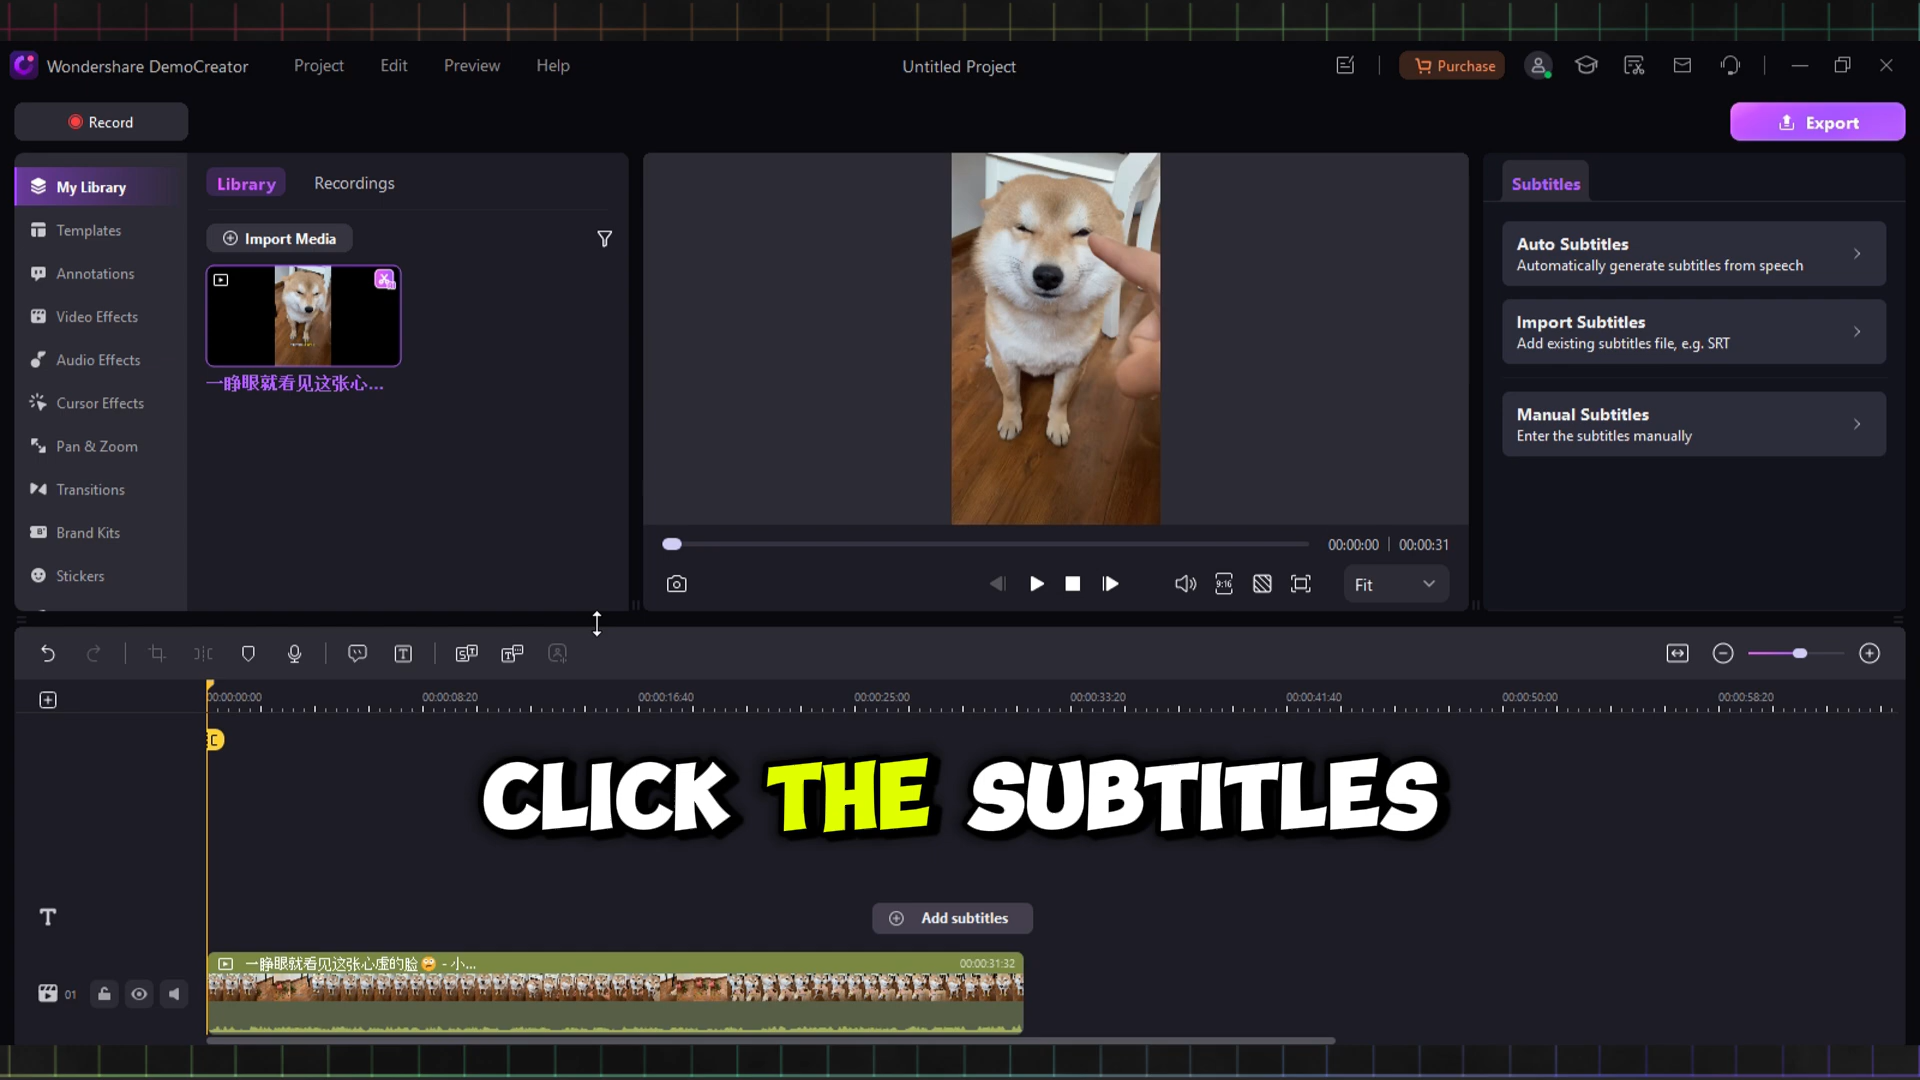 Wondershare DemoCreator
Project
Edit
Preview
Help
Untitled Project
Purchase
Record
Export
My Library
Templates
Annotations
Video Effects
Audio Effects
Cursor Effects
Pan & Zoom
Transitions
Brand Kits
Stickers
Library
Recordings
Import Media
一睁眼就看见这张心...
00:00:00 | 00:00:31
9:16
Fit
Subtitles
Auto Subtitles
Automatically generate subtitles from speech
Import Subtitles
Add existing subtitles file, e.g. SRT
Manual Subtitles
Enter the subtitles manually
00:00:00:00
00:00:08:20
00:00:16:40
00:00:25:00
00:00:33:20
00:00:41:40
00:00:50:00
00:00:58:20
CLICK THE SUBTITLES
Add subtitles
一睁眼就看见这张心虚的脸😳 - 小...
00:00:31:32
01